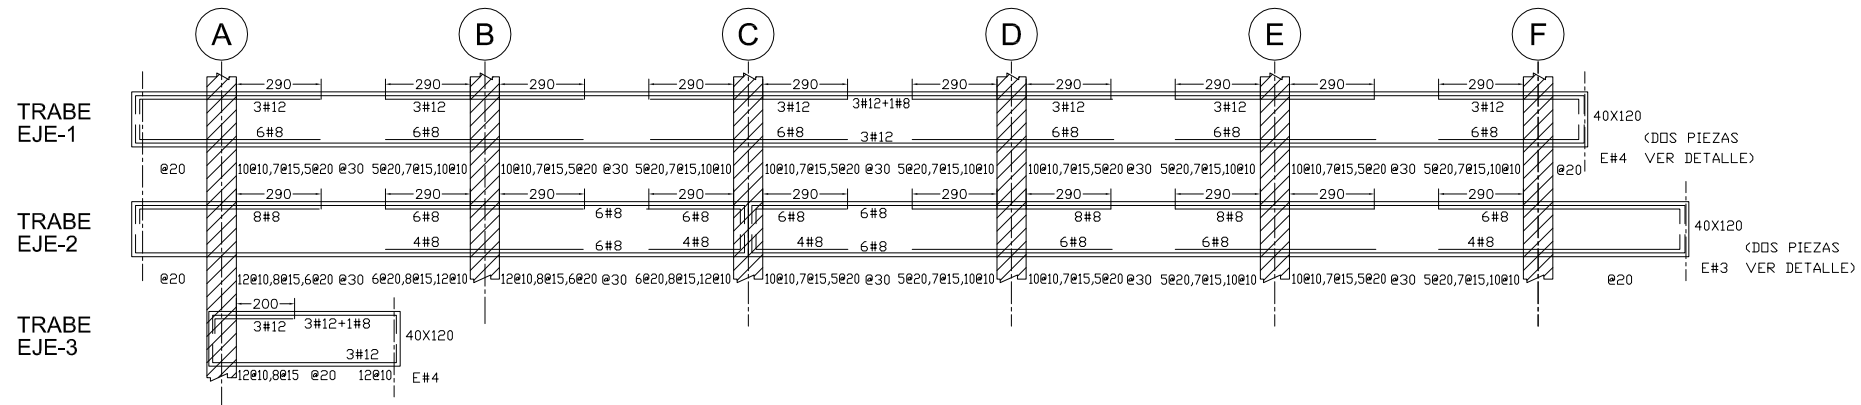 A B C D E F
290 290 290 290 290 290 290 290 290 290
TRABE
EJE-1
3#12 3#12 3#12 3#12+1#8 3#12 3#12 3#12
6#8 6#8 6#8 3#12 6#8 6#8 6#8
40X120
(DOS PIEZAS
E#4 VER DETALLE)
@20 10@10,7@15,5@20 @30 5@20,7@15,10@10 10@10,7@15,5@20 @30 5@20,7@15,10@10 10@10,7@15,5@20 @30 5@20,7@15,10@10 10@10,7@15,5@20 @30 5@20,7@15,10@10 10@10,7@15,5@20 @30 5@20,7@15,10@10 @20
290 290 290 290 290 290 290 290 290 290
TRABE
EJE-2
8#8 6#8 6#8 6#8 6#8 6#8 8#8 8#8 6#8
4#8 6#8 4#8 4#8 6#8 6#8 6#8 4#8
40X120
(DOS PIEZAS
E#3 VER DETALLE)
@20 12@10,8@15,6@20 @30 6@20,8@15,12@10 12@10,8@15,6@20 @30 6@20,8@15,12@10 10@10,7@15,5@20 @30 5@20,7@15,10@10 10@10,7@15,5@20 @30 5@20,7@15,10@10 10@10,7@15,5@20 @30 5@20,7@15,10@10 @20
200
TRABE
EJE-3
3#12 3#12+1#8
40X120
3#12
12@10,8@15 @20 12@10 E#4